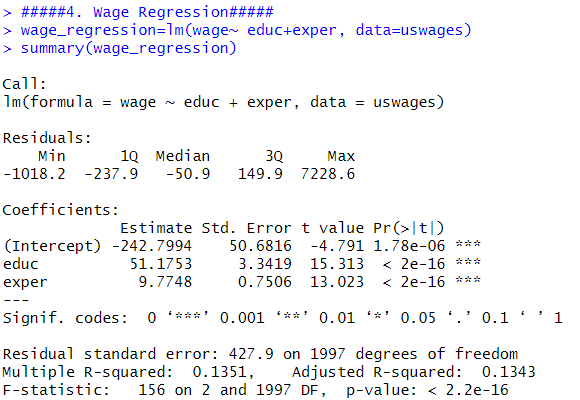 > #####4. Wage Regression#####
> wage_regression=lm(wage~ educ+exper, data=uswages)
> summary(wage_regression)
Call:
lm(formula = wage ~ educ + exper, data = uswages)
Residuals:
    Min      1Q  Median      3Q     Max
-1018.2  -237.9   -50.9   149.9  7228.6
Coefficients:
             Estimate Std. Error t value Pr(>|t|)
(Intercept) -242.7994    50.6816  -4.791 1.78e-06 ***
educ          51.1753     3.3419  15.313  < 2e-16 ***
exper          9.7748     0.7506  13.023  < 2e-16 ***
---
Signif. codes:  0 ‘***’ 0.001 ‘**’ 0.01 ‘*’ 0.05 ‘.’ 0.1 ‘ ’ 1
Residual standard error: 427.9 on 1997 degrees of freedom
Multiple R-squared:  0.1351,    Adjusted R-squared:  0.1343
F-statistic:   156 on 2 and 1997 DF,  p-value: < 2.2e-16